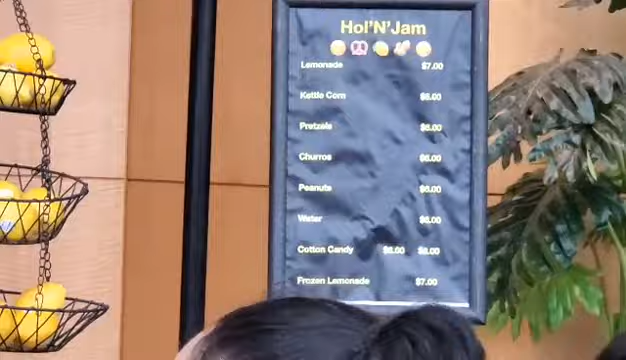 Hol'N'Jam
Lemonade $7.00
Kettle Corn
Pretzels
Churros
Peanuts
Water
Cotton Candy
Frozen Lemonade $7.00